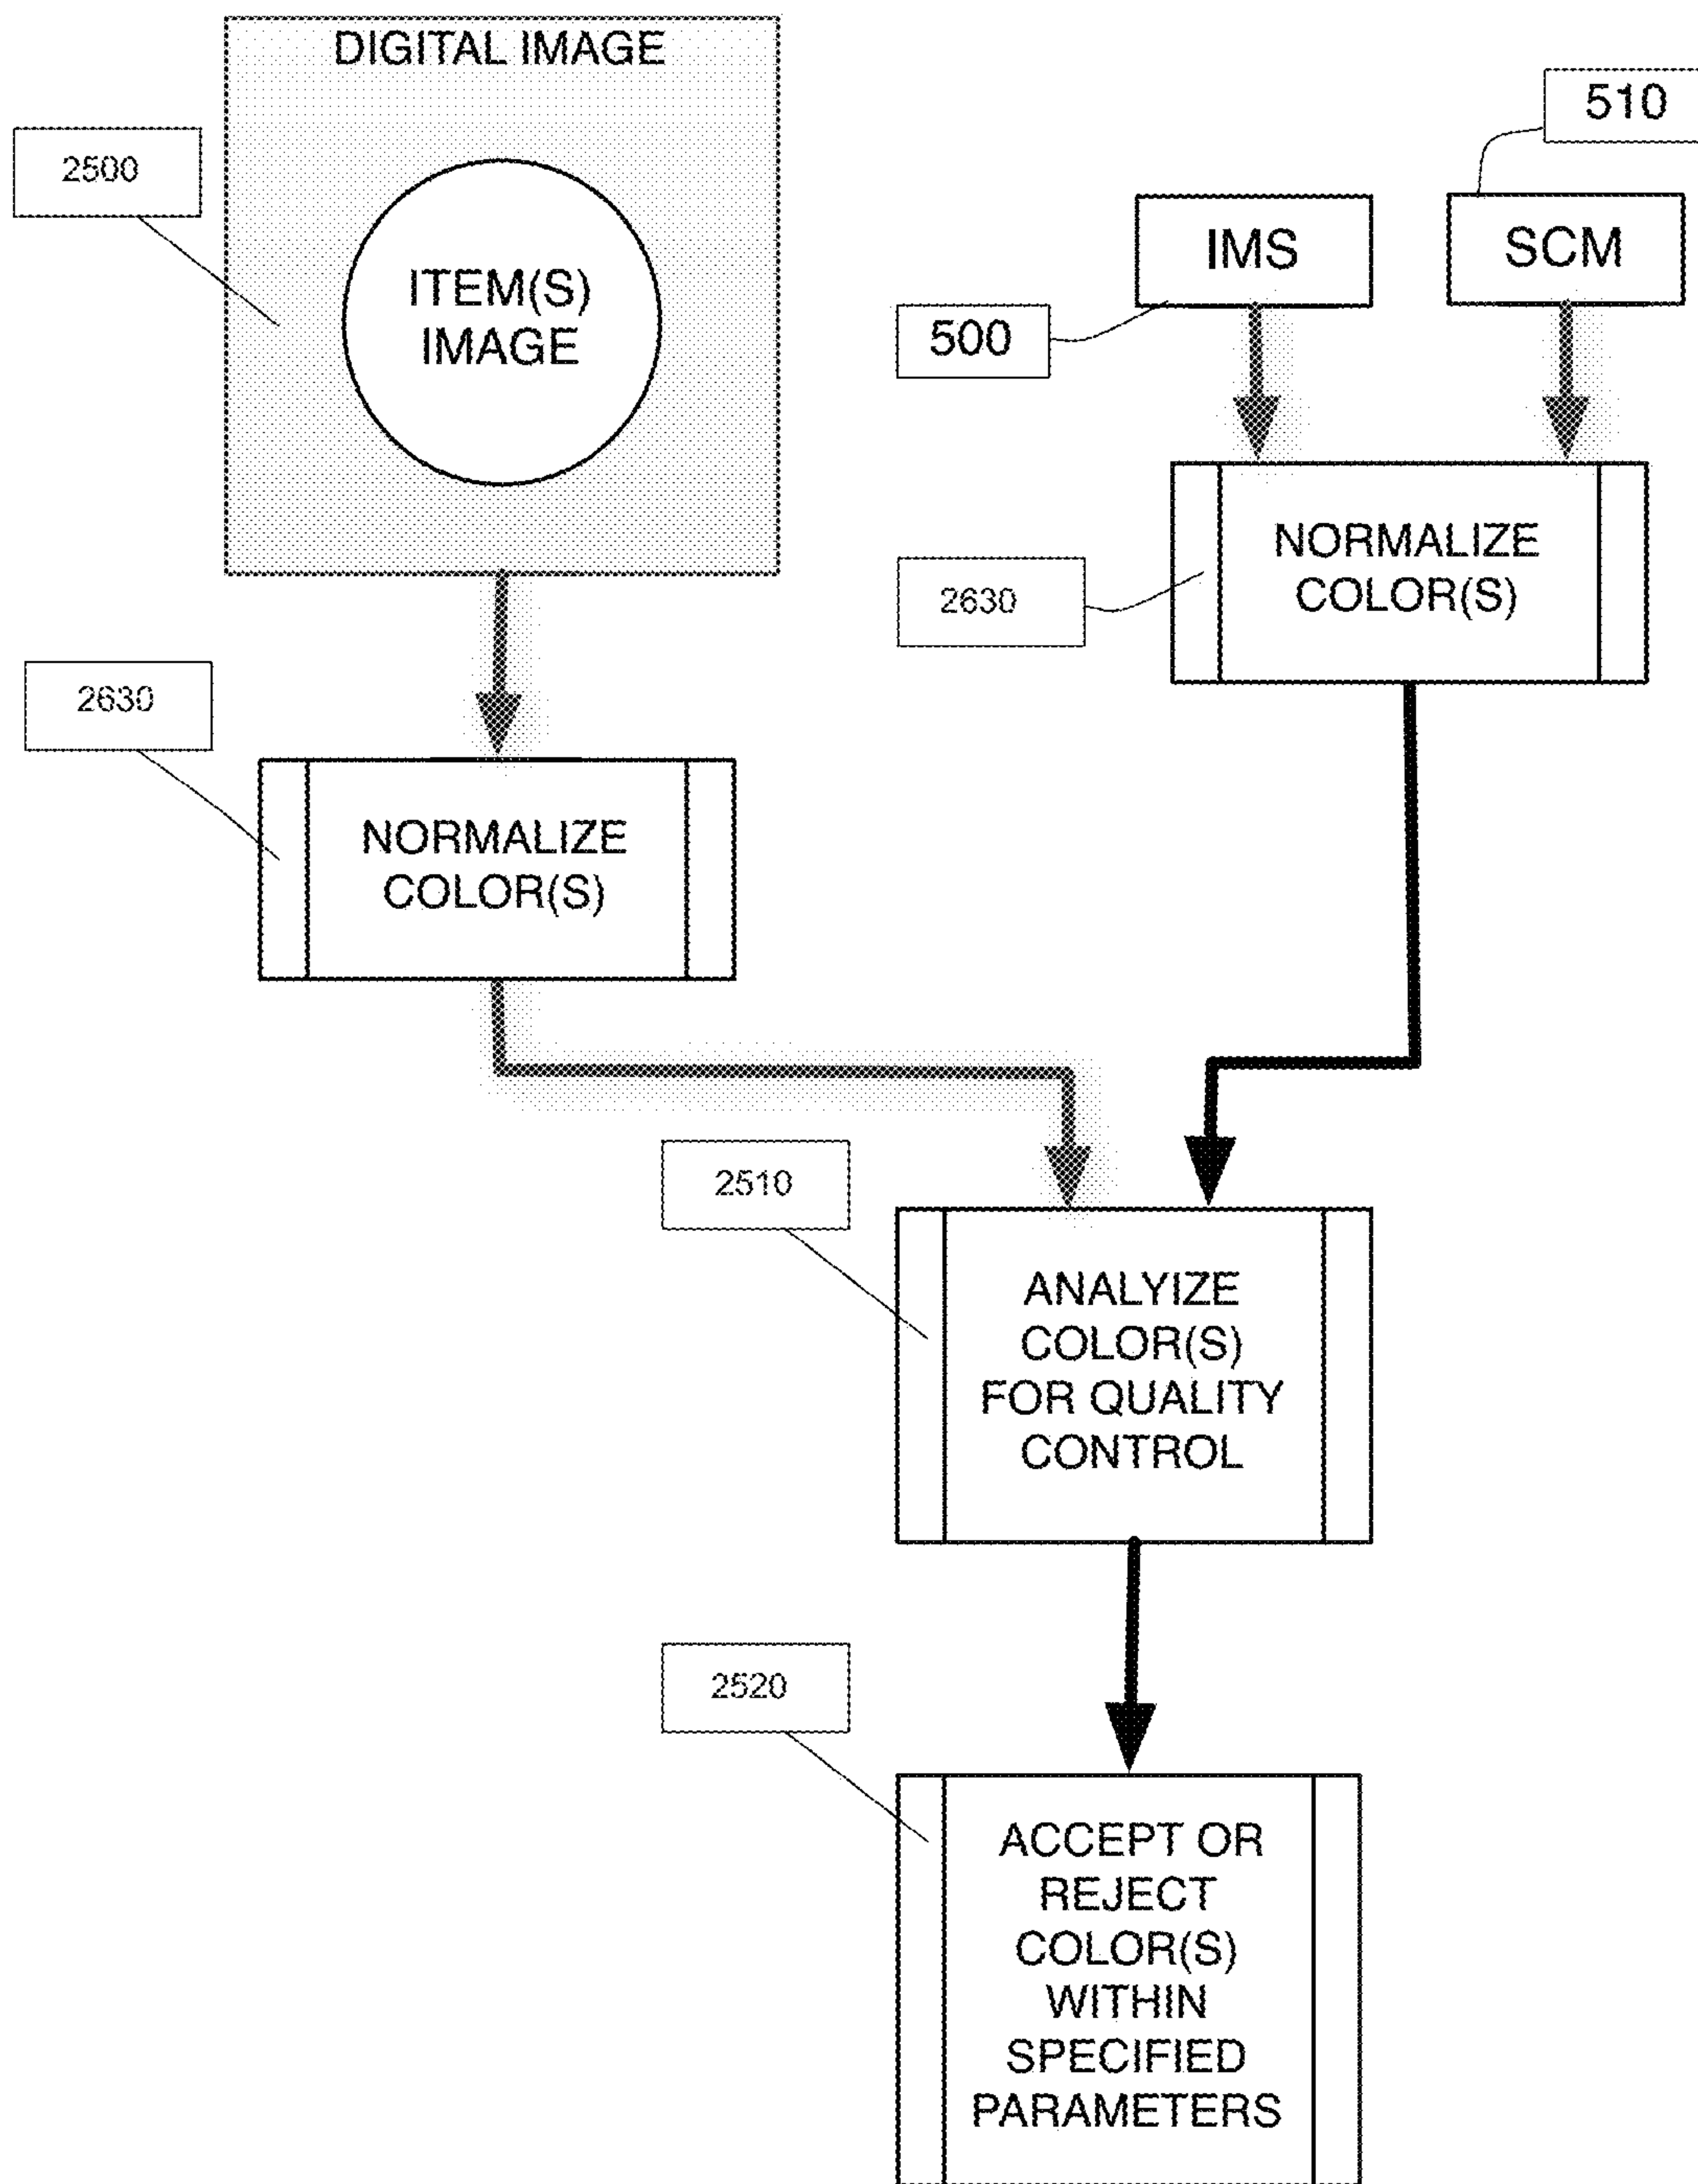 DIGITAL IMAGE
2500
ITEM(S)
IMAGE
510
IMS
SCM
500
NORMALIZE
COLOR(S)
2630
2630
NORMALIZE
COLOR(S)
2510
ANALYIZE
COLOR(S)
FOR QUALITY
CONTROL
2520
ACCEPT OR
REJECT
COLOR(S)
WITHIN
SPECIFIED
PARAMETERS